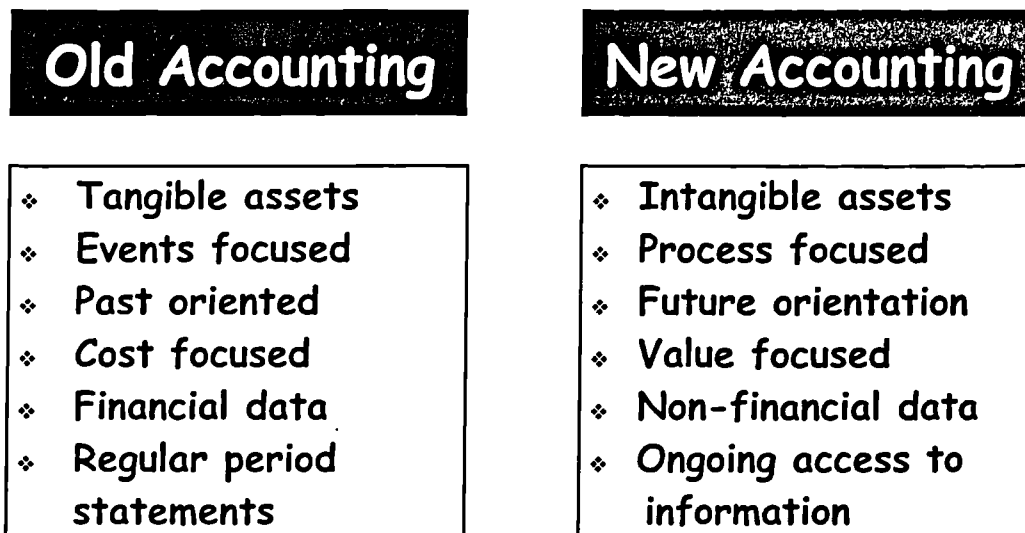 Old Accounting
❖ Tangible assets
❖ Events focused
❖ Past oriented
❖ Cost focused
❖ Financial data
❖ Regular period
statements
New Accounting
❖ Intangible assets
❖ Process focused
❖ Future orientation
❖ Value focused
❖ Non-financial data
❖ Ongoing access to
information